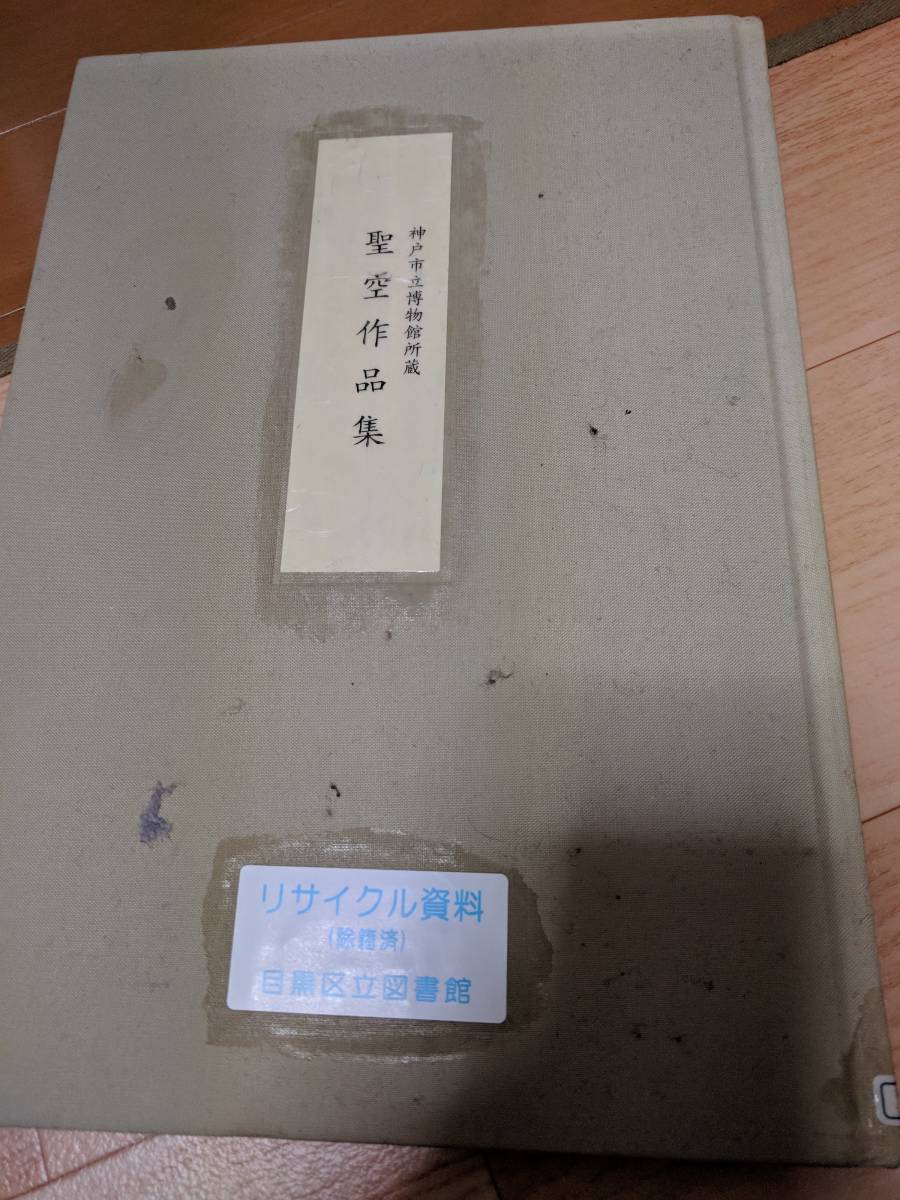 神戸市立博物館所蔵
聖空作品集
リサイクル資料
(除籍済)
目黒区立図書館